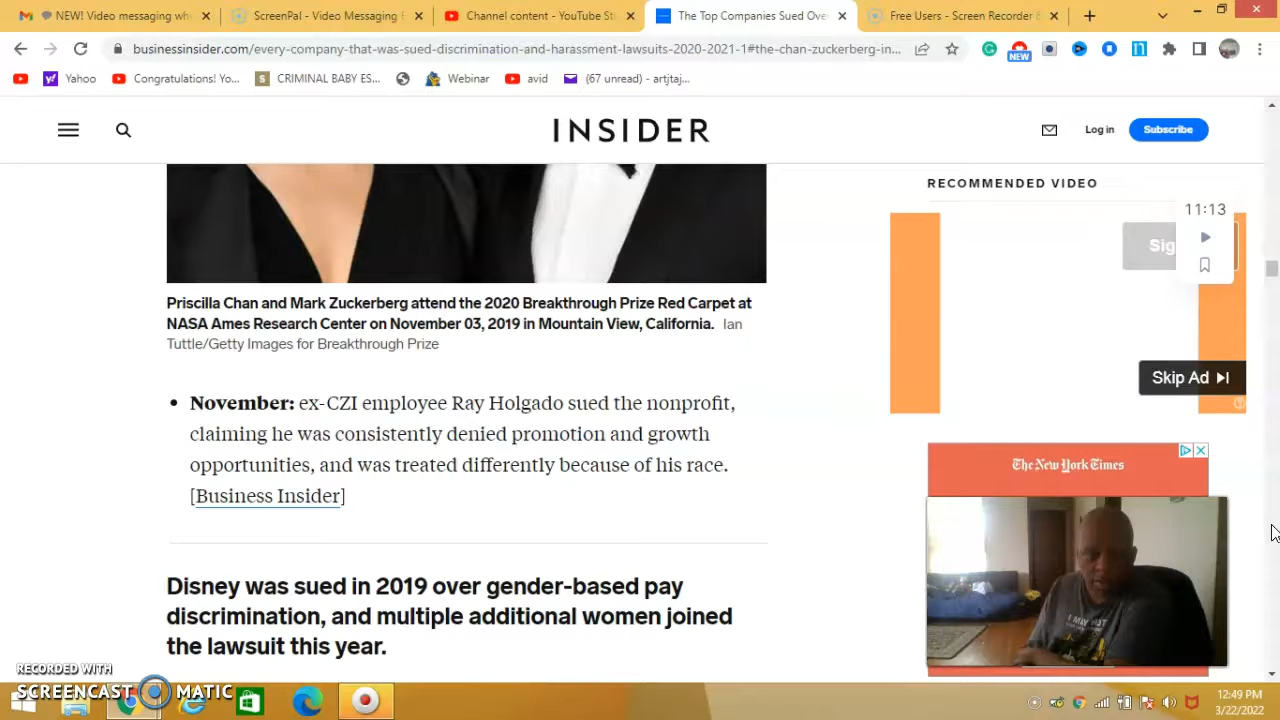 NEW! Video messaging wh
ScreenPal - Video Messaging E
Channel content - YouTube St
The Top Companies Sued Ove
Free Users - Screen Recorder &
businessinsider.com/every-company-that-was-sued-discrimination-and-harassment-lawsuits-2020-2021-1#the-chan-zuckerberg-in...
NEW
Yahoo
Congratulations! Yo...
CRIMINAL BABY ES...
Webinar
avid
(67 unread) - artjtaj...
INSIDER
Log in
Subscribe
RECOMMENDED VIDEO
11:13
Sig
Skip Ad
Priscilla Chan and Mark Zuckerberg attend the 2020 Breakthrough Prize Red Carpet at
NASA Ames Research Center on November 03, 2019 in Mountain View, California. Ian
Tuttle/Getty Images for Breakthrough Prize
• November: ex-CZI employee Ray Holgado sued the nonprofit,
claiming he was consistently denied promotion and growth
opportunities, and was treated differently because of his race.
[Business Insider]
The New York Times
I MAY NOT
Disney was sued in 2019 over gender-based pay
discrimination, and multiple additional women joined
the lawsuit this year.
RECORDED WITH
SCREENCAST MATIC
12:49 PM
3/22/2022